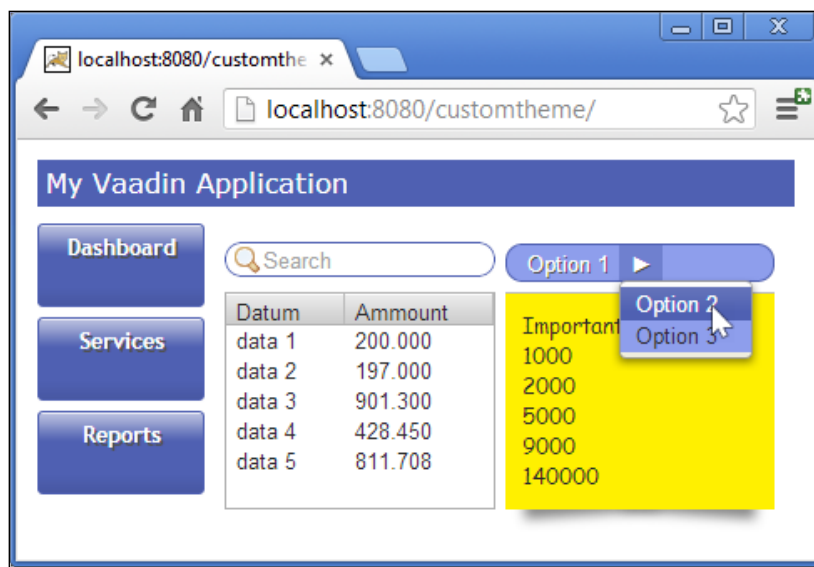 localhost:8080/customthe
localhost:8080/customtheme/
My Vaadin Application
Dashboard
Services
Reports
Search
Datum Ammount
data 1 200.000
data 2 197.000
data 3 901.300
data 4 428.450
data 5 811.708
Option 1
Option 2
Option 3
Important
1000
2000
5000
9000
140000